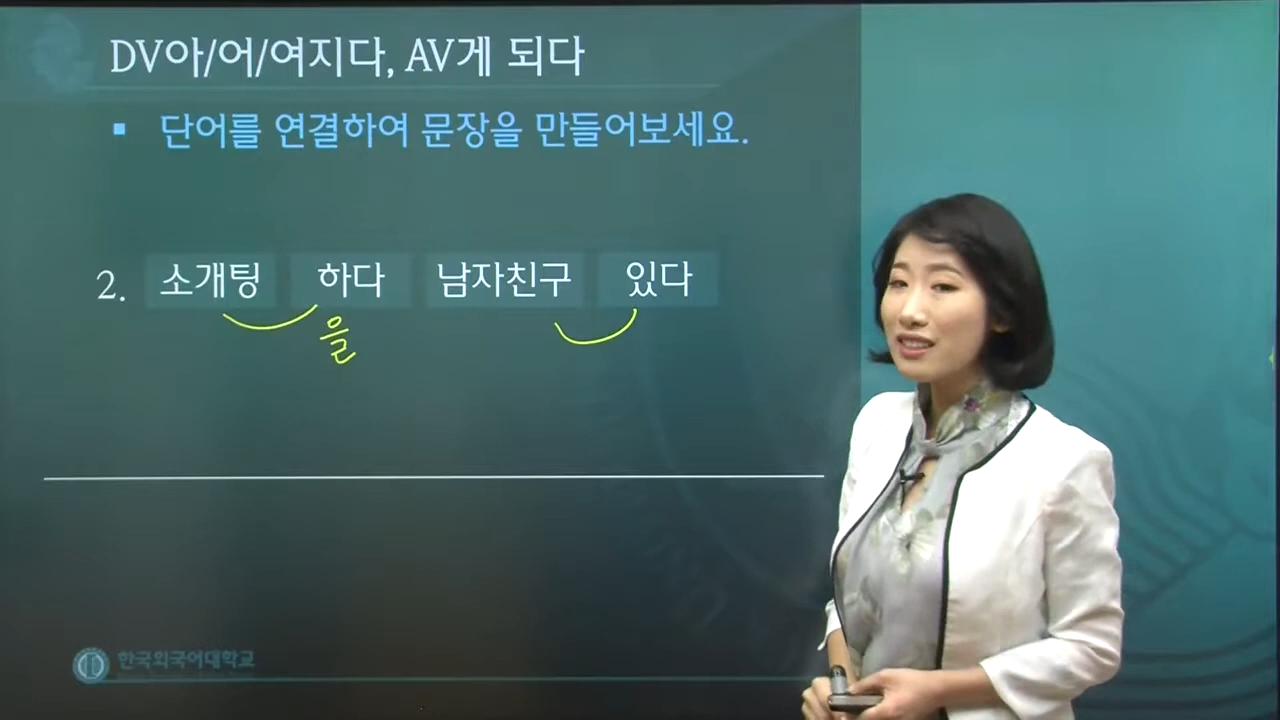 DV아/어/여지다, AV게 되다
▪ 단어를 연결하여 문장을 만들어보세요.
2. 소개팅 하다 남자친구 있다
을
한국외국어대학교